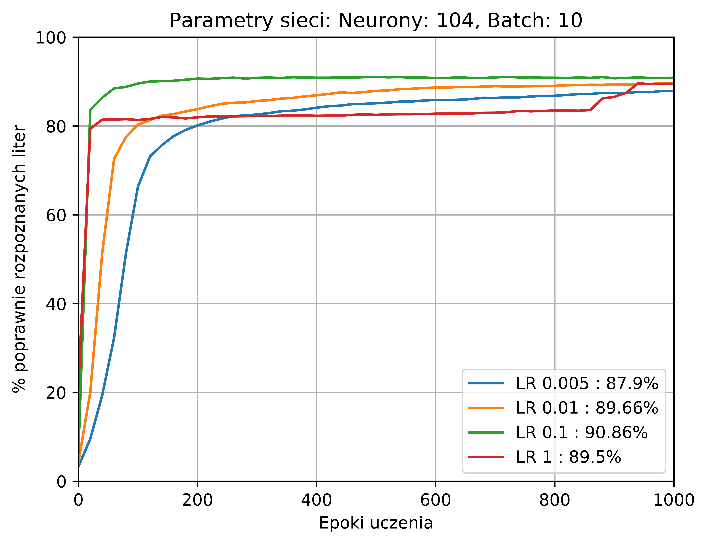 Parametry sieci: Neurony: 104, Batch: 10
% poprawnie rozpoznanych liter
100
80
60
40
20
0
LR 0.005 : 87.9%
LR 0.01 : 89.66%
LR 0.1 : 90.86%
LR 1 : 89.5%
0 200 400 600 800 1000
Epoki uczenia